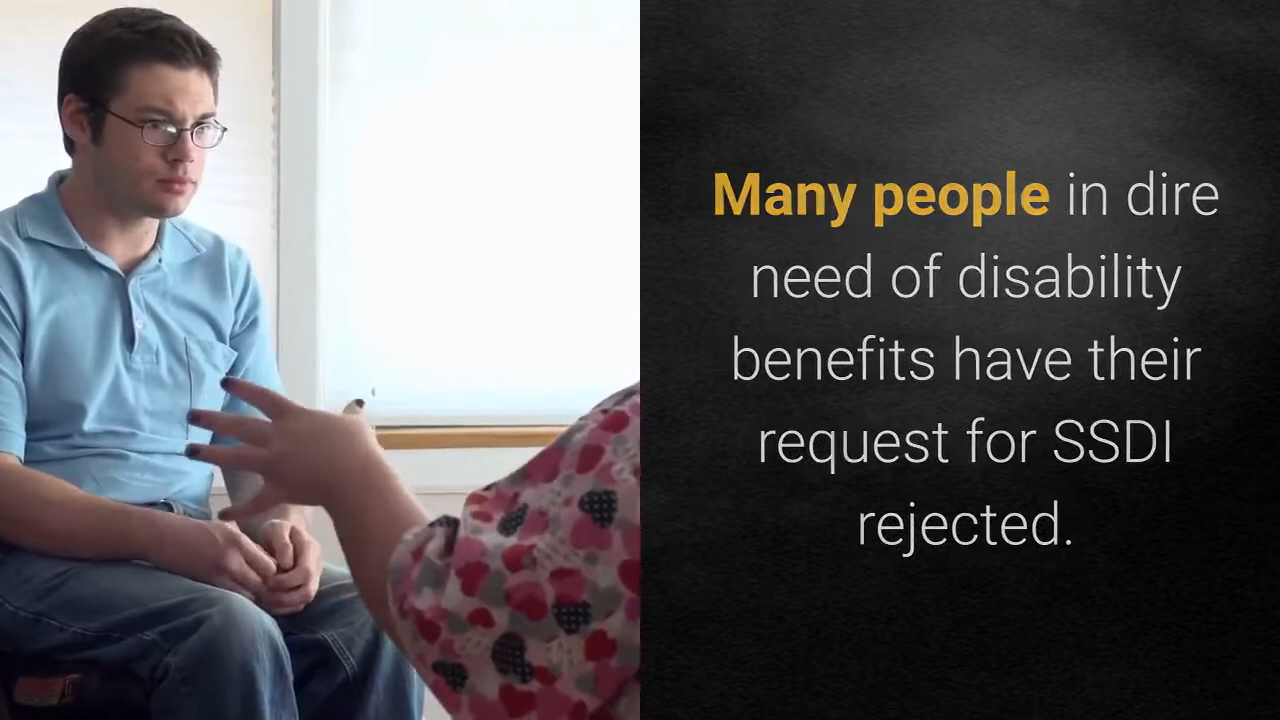 Many people in dire
need of disability
benefits have their
request for SSDI
rejected.